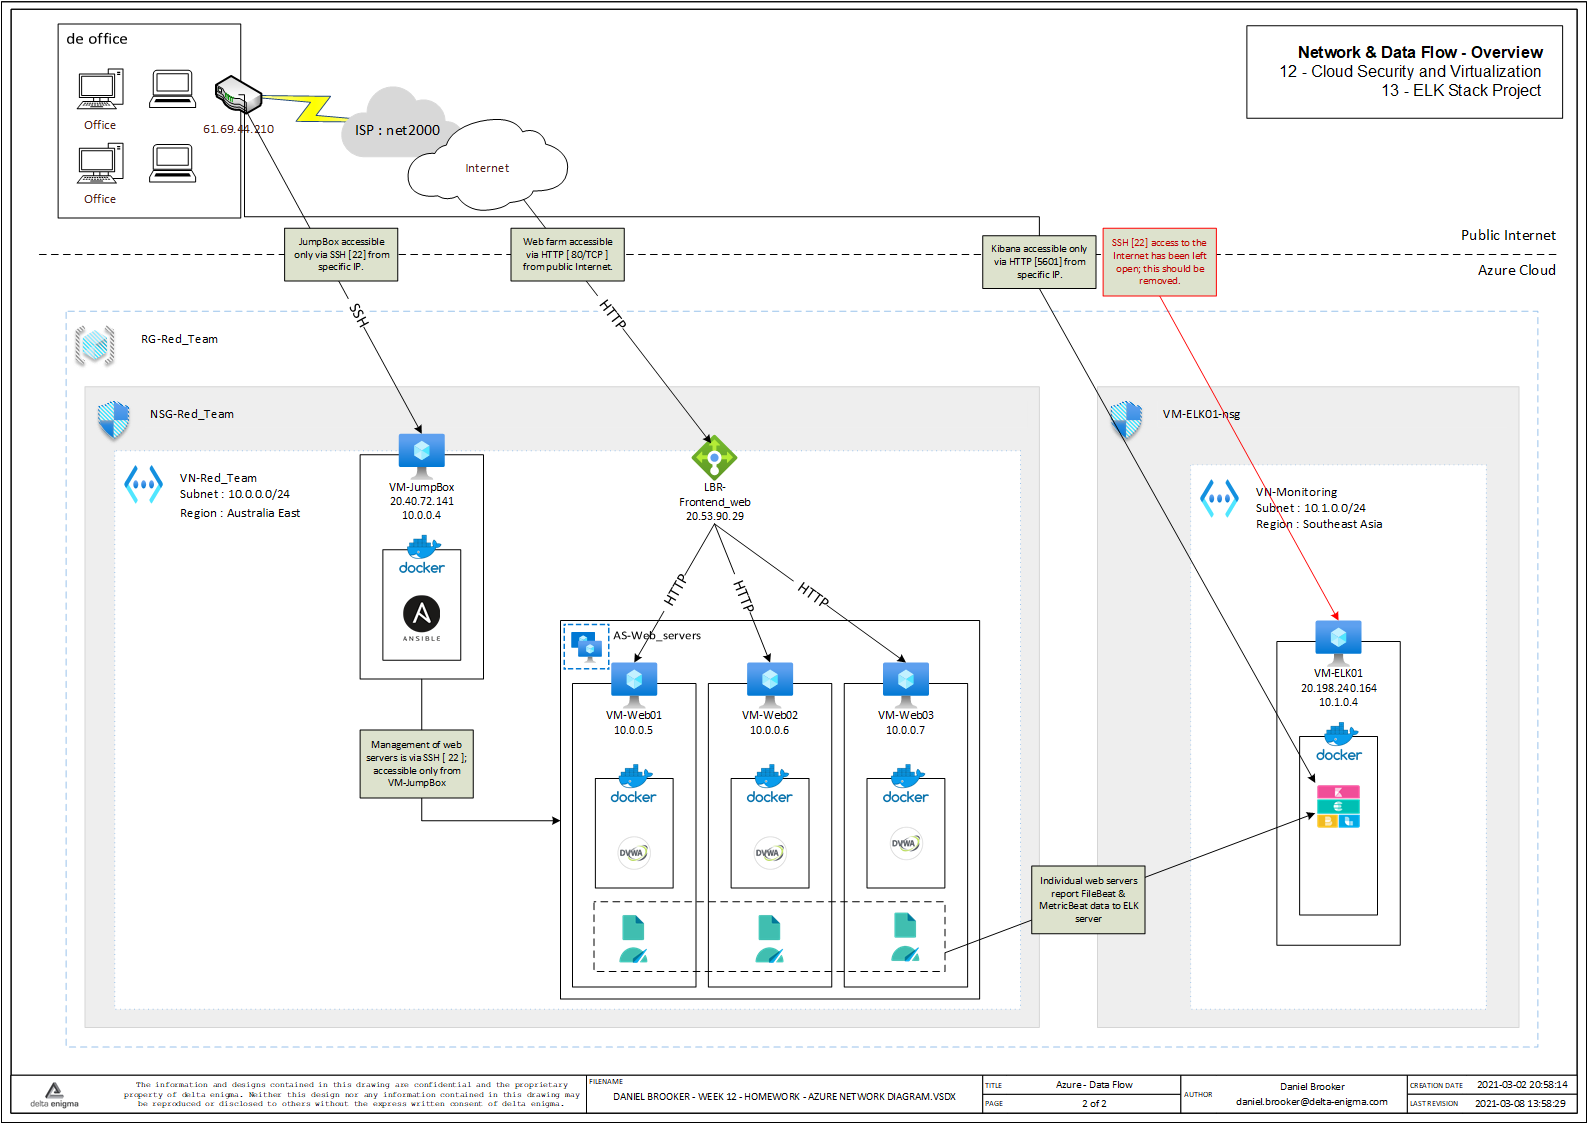 de office
Office
Office
61.69.44.210
ISP : net2000
Internet
Network & Data Flow - Overview
12 - Cloud Security and Virtualization
13 - ELK Stack Project
JumpBox accessible
only via SSH [22] from
specific IP.
Web farm accessible
via HTTP [ 80/TCP ]
from public Internet.
Kibana accessible only
via HTTP [5601] from
specific IP.
SSH [22] access to the
Internet has been left
open; this should be
removed.
Public Internet
Azure Cloud
SSH
HTTP
RG-Red_Team
NSG-Red_Team
VM-ELK01-nsg
VN-Red_Team
Subnet : 10.0.0.0/24
Region : Australia East
VM-JumpBox
20.40.72.141
10.0.0.4
docker
ANSIBLE
LBR-
Frontend_web
20.53.90.29
VN-Monitoring
Subnet : 10.1.0.0/24
Region : Southeast Asia
HTTP
HTTP
HTTP
AS-Web_servers
VM-Web01
10.0.0.5
docker
DVWA
VM-Web02
10.0.0.6
docker
DVWA
VM-Web03
10.0.0.7
docker
DVWA
VM-ELK01
20.198.240.164
10.1.0.4
docker
Management of web
servers is via SSH [ 22 ];
accessible only from
VM-JumpBox
Individual web servers
report FileBeat &
MetricBeat data to ELK
server
delta enigma
The information and designs contained in this drawing are confidential and the proprietary
property of delta enigma. Neither this design nor any information contained in this drawing may
be reproduced or disclosed to others without the express written consent of delta enigma.
FILENAME
DANIEL BROOKER - WEEK 12 - HOMEWORK - AZURE NETWORK DIAGRAM.VSDX
TITLE
Azure - Data Flow
PAGE
2 of 2
AUTHOR
Daniel Brooker
daniel.brooker@delta-enigma.com
CREATION DATE 2021-03-02 20:58:14
LAST REVISION 2021-03-08 13:58:29